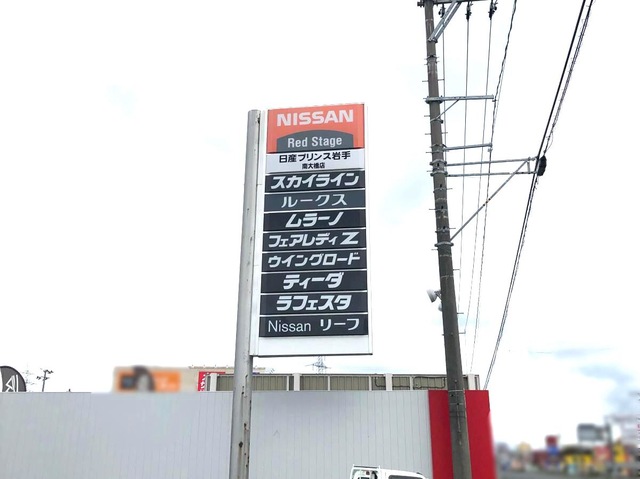 NISSAN
Red Stage
日産プリンス岩手
南大橋店
スカイライン
ルークス
ムラーノ
フェアレディ Z
ウイングロード
ティーダ
ラフェスタ
Nissan リーフ